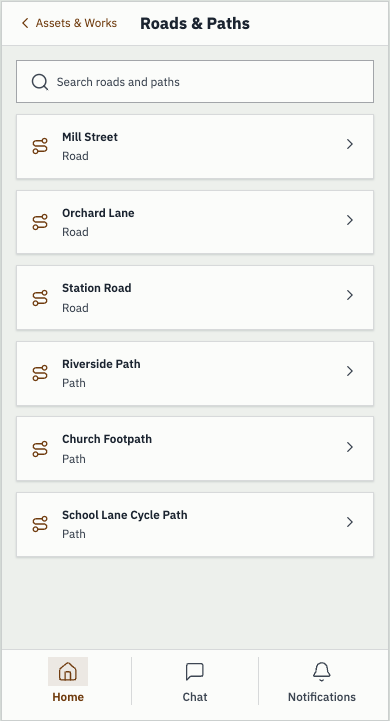 Assets & Works
Roads & Paths
Search roads and paths
Mill Street
Road
Orchard Lane
Road
Station Road
Road
Riverside Path
Path
Church Footpath
Path
School Lane Cycle Path
Path
Home
Chat
Notifications